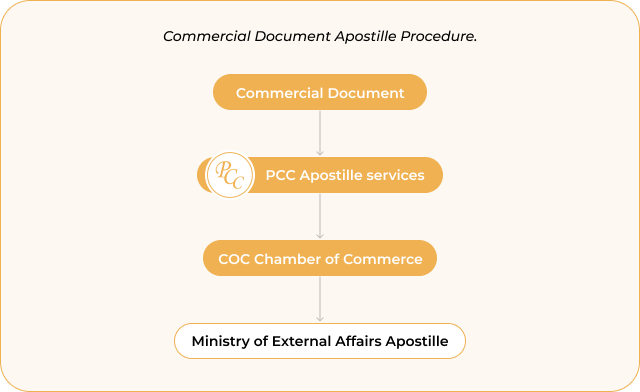 Commercial Document Apostille Procedure.
Commercial Document
PCC
PCC Apostille services
COC Chamber of Commerce
Ministry of External Affairs Apostille